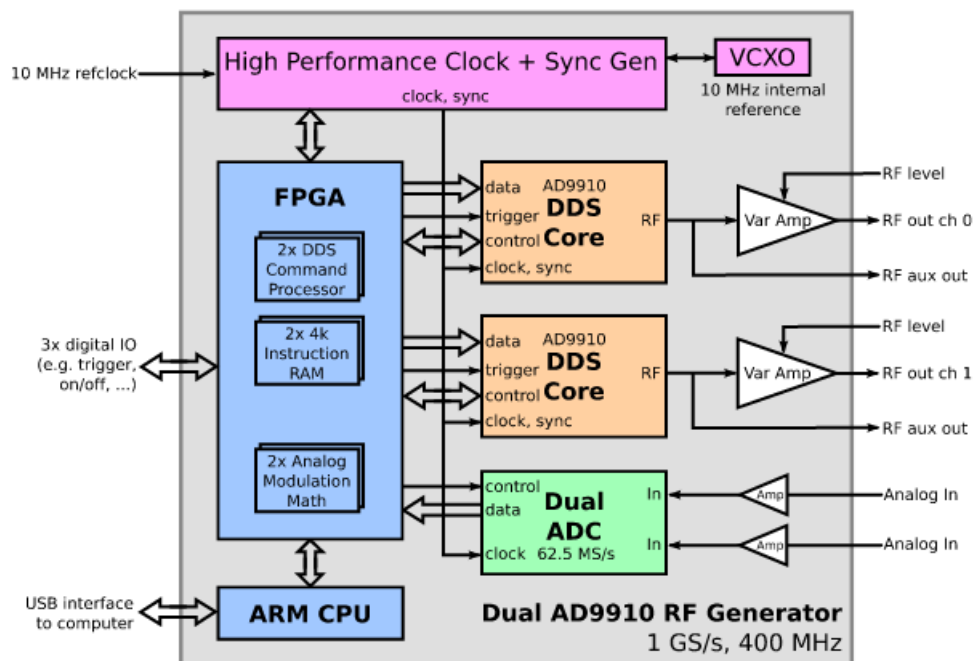 High Performance Clock + Sync Gen
clock, sync
VCXO
10 MHz internal
reference
10 MHz refclock
FPGA
2x DDS
Command
Processor
2x 4k
Instruction
RAM
2x Analog
Modulation
Math
3x digital IO
(e.g. trigger,
on/off, ...)
data
trigger
control
clock, sync
AD9910
DDS
Core
RF
Var Amp
RF level
RF out ch 0
RF aux out
data
trigger
control
clock, sync
AD9910
DDS
Core
RF
Var Amp
RF level
RF out ch 1
RF aux out
control
data
clock
Dual
ADC
62.5 MS/s
In
In
Amp
Amp
Analog In
Analog In
USB interface
to computer
ARM CPU
Dual AD9910 RF Generator
1 GS/s, 400 MHz